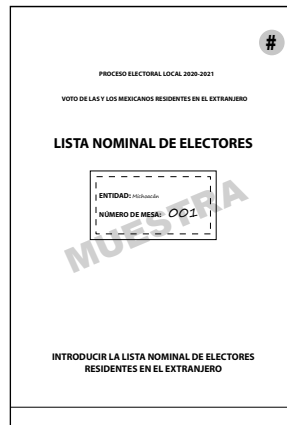 #
PROCESO ELECTORAL LOCAL 2020-2021
VOTO DE LAS Y LOS MEXICANOS RESIDENTES EN EL EXTRANJERO
LISTA NOMINAL DE ELECTORES
ENTIDAD: Michoacán
NÚMERO DE MESA: 001
MUESTRA
INTRODUCIR LA LISTA NOMINAL DE ELECTORES
RESIDENTES EN EL EXTRANJERO